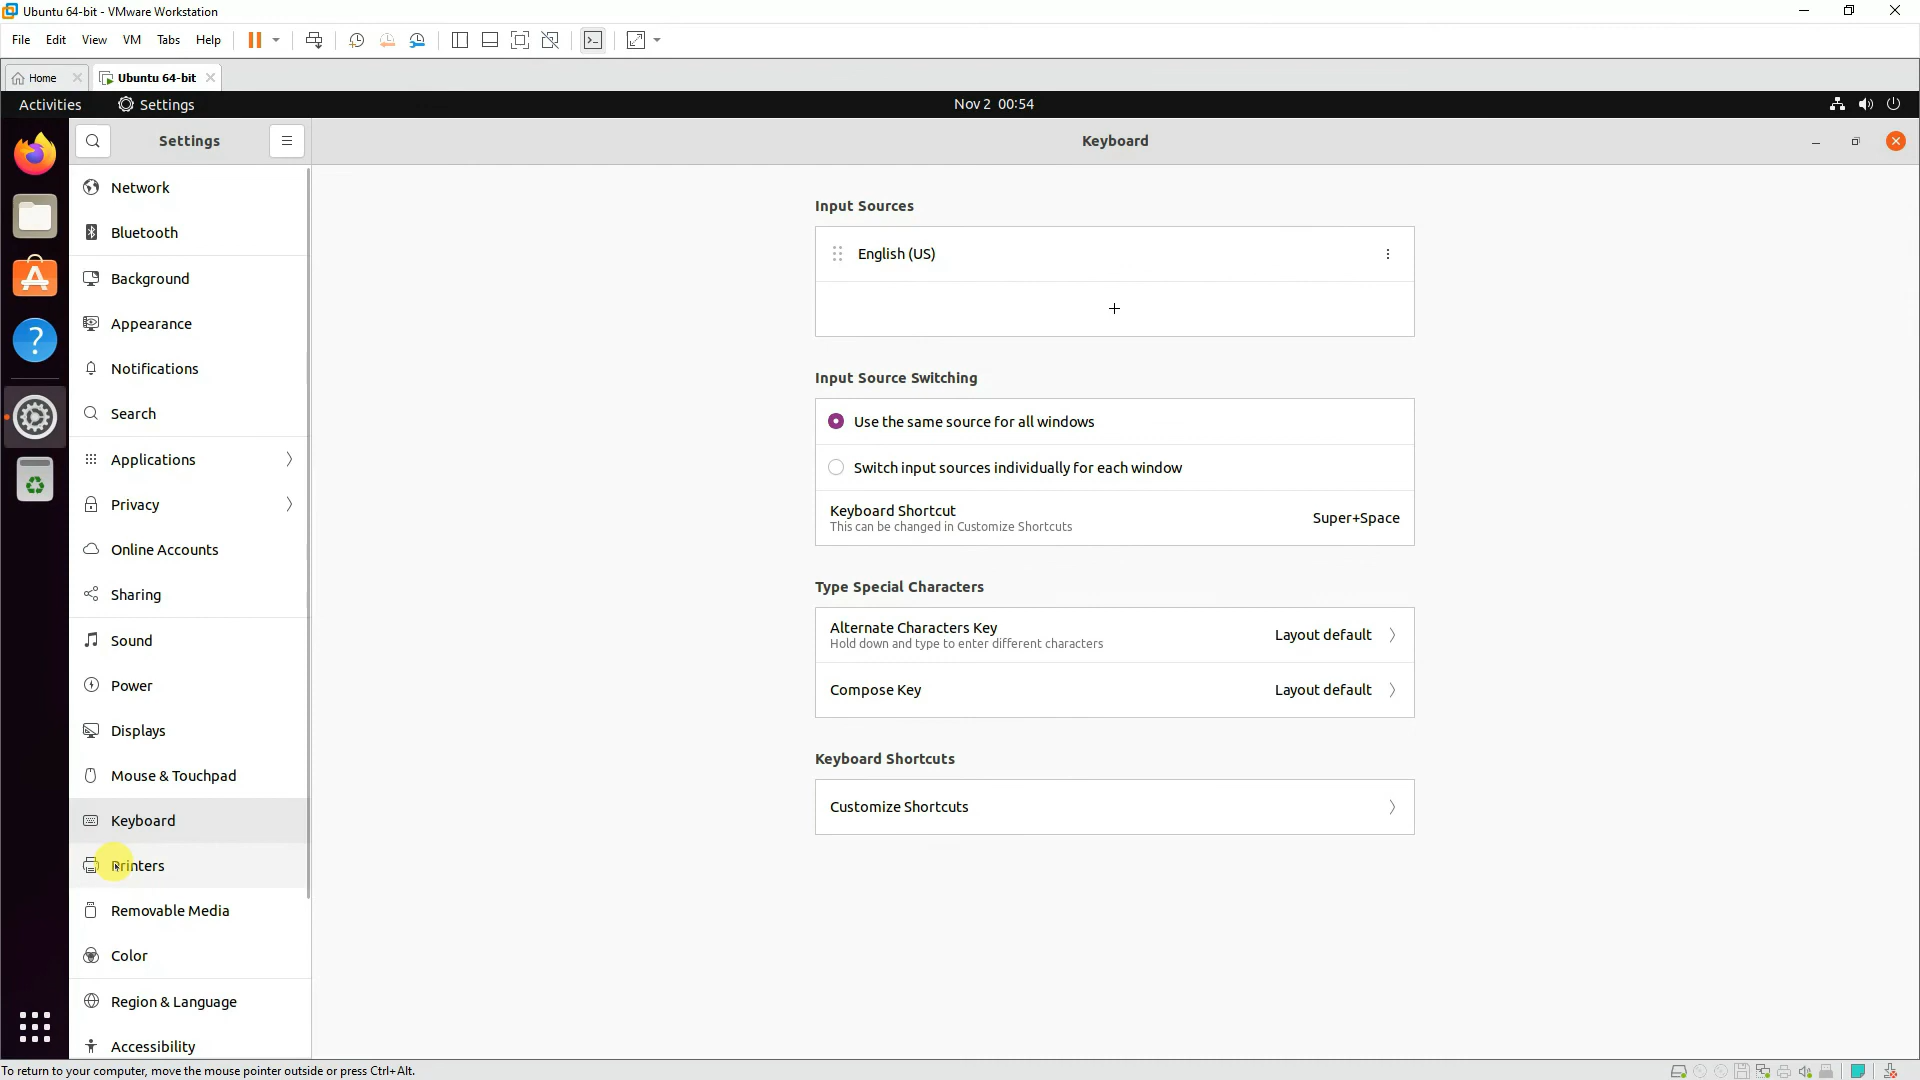 Ubuntu 64-bit - VMware Workstation
File Edit View VM Tabs Help
Home Ubuntu 64-bit
Activities Settings Nov 2 00:54
Settings
Keyboard
Network
Bluetooth
Background
Appearance
Notifications
Search
Applications
Privacy
Online Accounts
Sharing
Sound
Power
Displays
Mouse & Touchpad
Keyboard
Printers
Removable Media
Color
Region & Language
Accessibility
Input Sources
English (US)
Input Source Switching
Use the same source for all windows
Switch input sources individually for each window
Keyboard Shortcut
This can be changed in Customize Shortcuts
Super+Space
Type Special Characters
Alternate Characters Key
Hold down and type to enter different characters
Layout default
Compose Key
Layout default
Keyboard Shortcuts
Customize Shortcuts
To return to your computer, move the mouse pointer outside or press Ctrl+Alt.